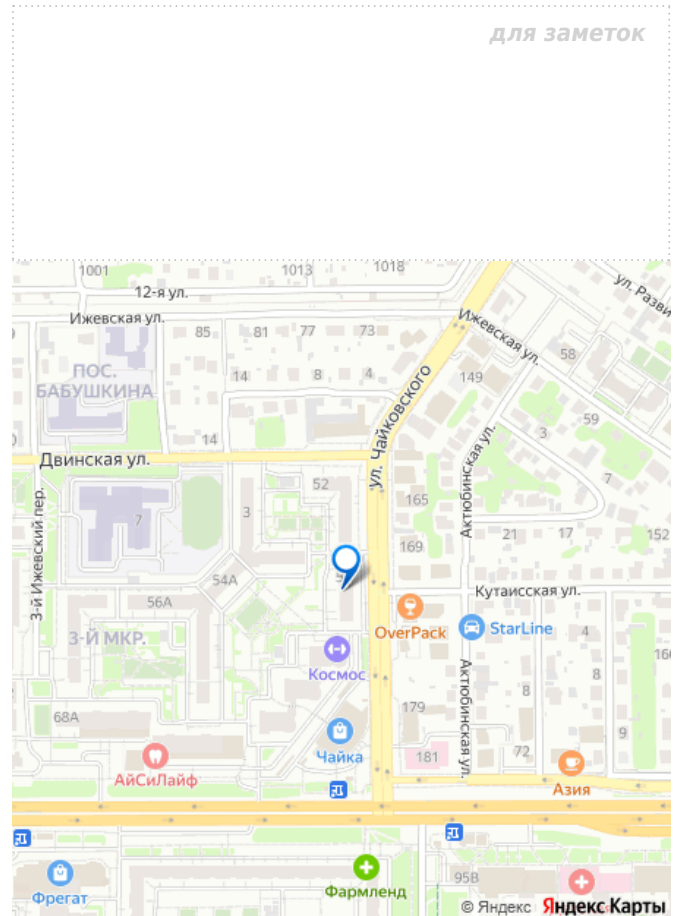 для заметок
1001
1013
1018
12-я ул.
ул. Разви
Ижевская ул.
85
81
77
73
Ижевская ул.
58
ПОС.
БАБУШКИНА
14
8
4
149
ул. Чайковского
59
3
14
Двинская ул.
Актюбинская ул.
7
52
3
165
7
21
17
152
169
3-й Ижевский пер.
54А
56А
Кутаисская ул.
OverPack
StarLine
4
3-Й МКР.
Космос
166
Актюбинская ул.
8
8
68А
179
9
Чайка
181
72
АйСиЛайф
Азия
Фрегат
Фармленд
95В
© Яндекс Яндекс Карты